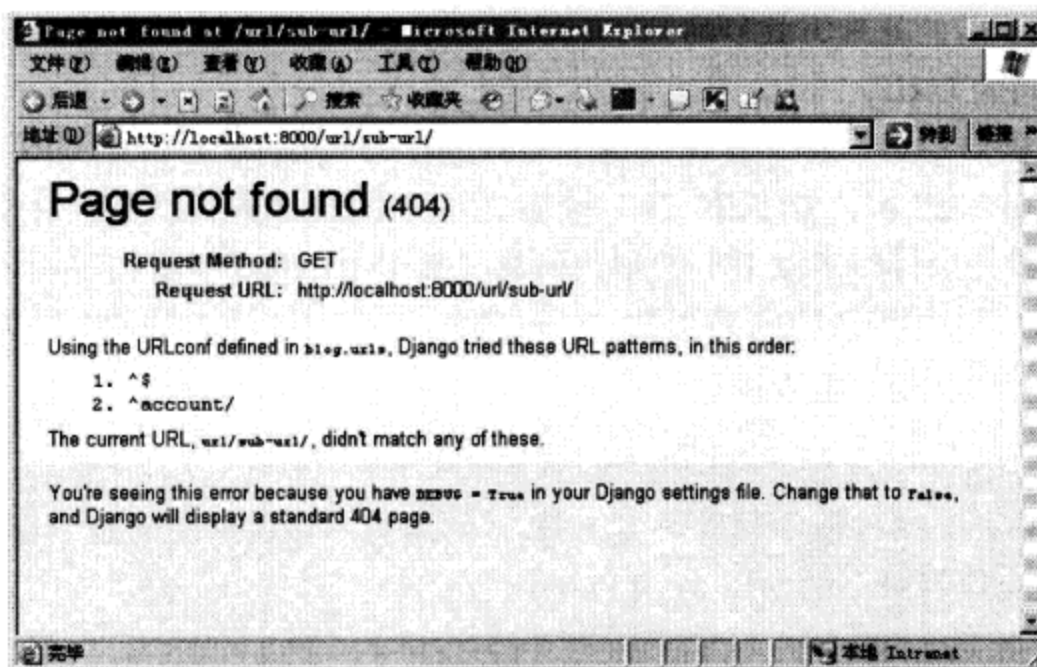 Page not found at /url/sub-url/ - Microsoft Internet Explorer
文件(F) 编辑(E) 查看(V) 收藏(A) 工具(T) 帮助(H)
后退 搜索 收藏夹
地址(D) http://localhost:8000/url/sub-url/ 转到 链接 »
Page not found (404)
Request Method: GET
Request URL: http://localhost:8000/url/sub-url/
Using the URLconf defined in blog.urls, Django tried these URL patterns, in this order:
1. ^$
2. ^account/
The current URL, url/sub-url/, didn't match any of these.
You're seeing this error because you have DEBUG = True in your Django settings file. Change that to False,
and Django will display a standard 404 page.
完毕 本地 Intranet